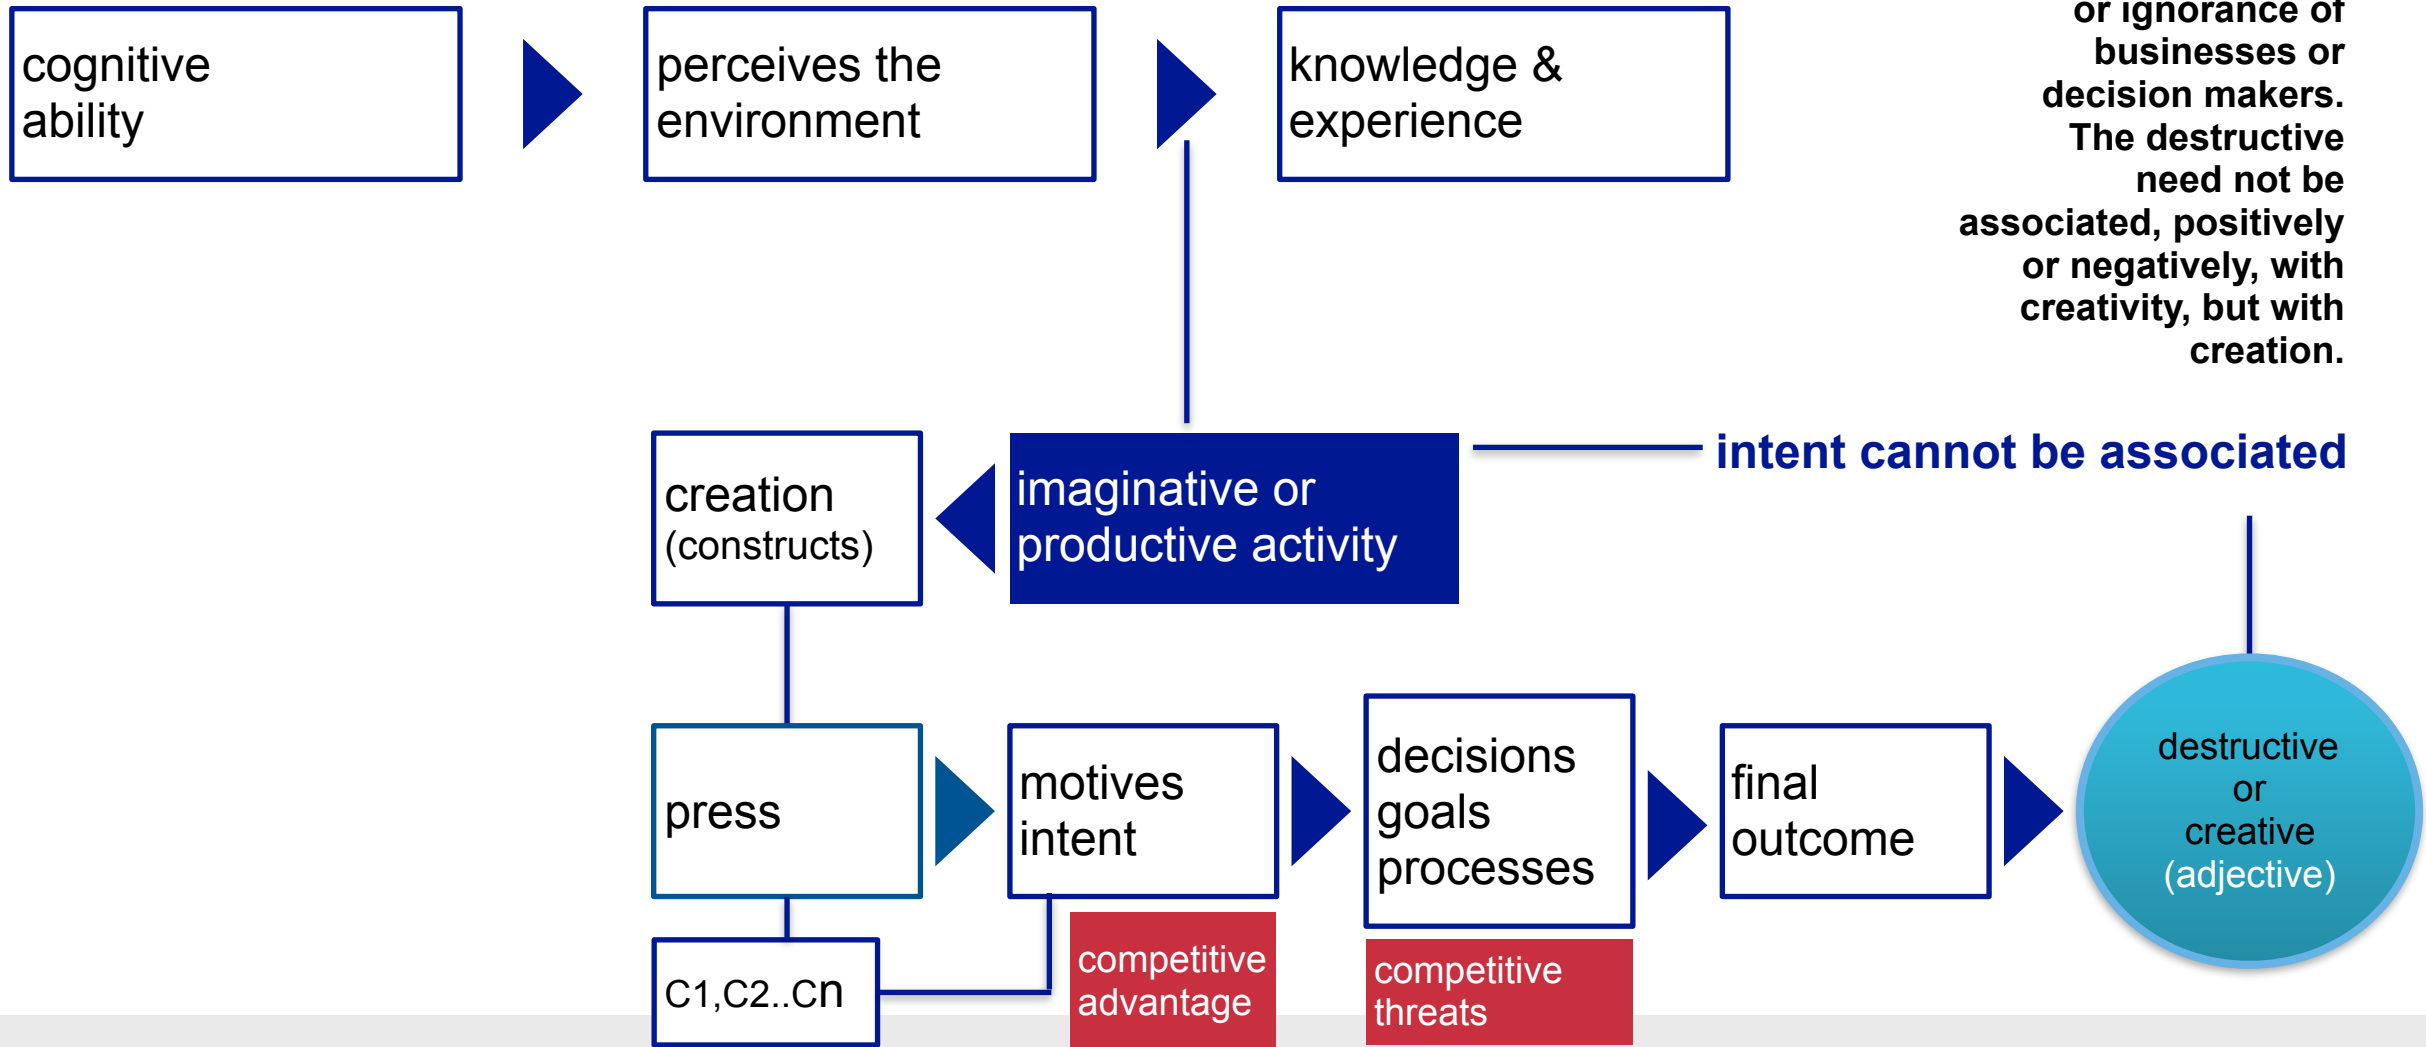 cognitive
ability
perceives the
environment
knowledge &
experience
or ignorance of
businesses or
decision makers.
The destructive
need not be
associated, positively
or negatively, with
creativity, but with
creation.
creation
(constructs)
imaginative or
productive activity
intent cannot be associated
press
motives
intent
decisions
goals
processes
final
outcome
destructive
or
creative
(adjective)
C1,C2..Cn
competitive
advantage
competitive
threats